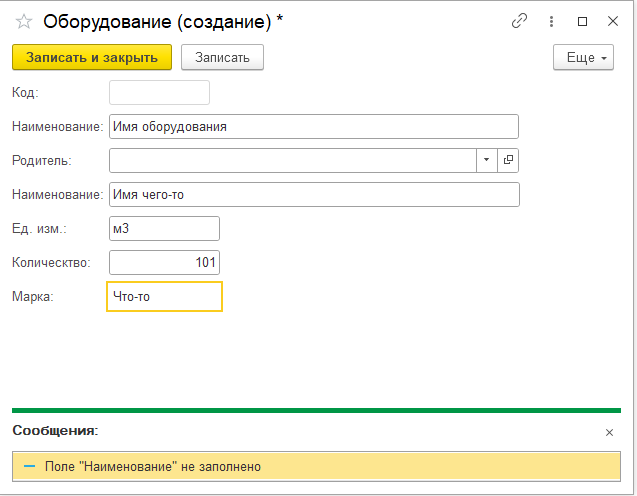 Оборудование (создание) *
Записать и закрыть Записать Еще
Код:
Наименование: Имя оборудования
Родитель:
Наименование: Имя чего-то
Ед. изм.: м3
Колическтво: 101
Марка: Что-то
Сообщения:
Поле "Наименование" не заполнено